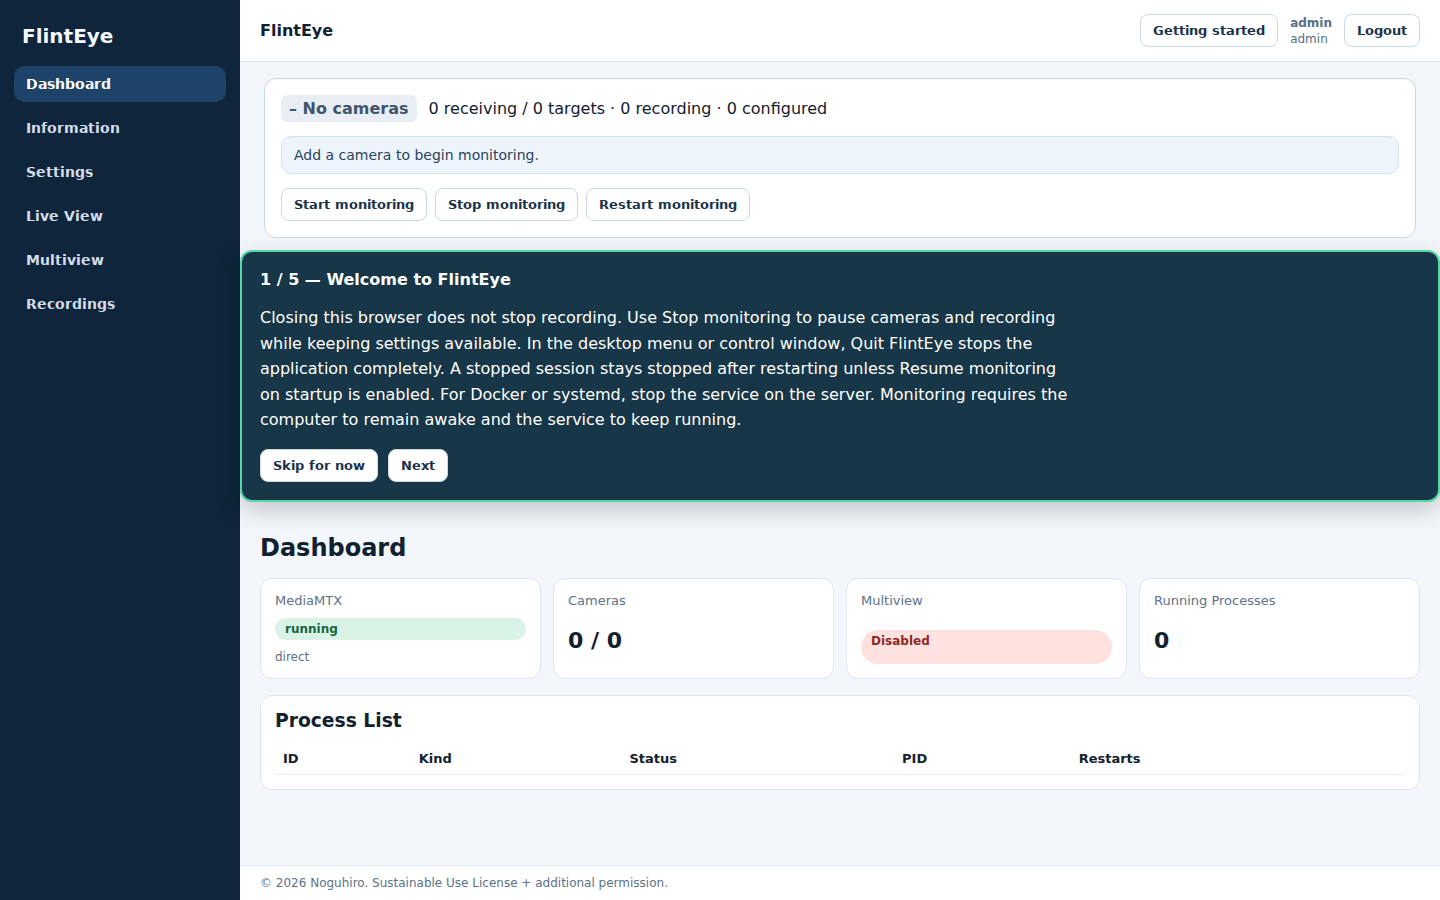 FlintEye
Dashboard
Information
Settings
Live View
Multiview
Recordings
FlintEye
Getting started
admin
admin
Logout
– No cameras 0 receiving / 0 targets · 0 recording · 0 configured
Add a camera to begin monitoring.
Start monitoring Stop monitoring Restart monitoring
1 / 5 — Welcome to FlintEye
Closing this browser does not stop recording. Use Stop monitoring to pause cameras and recording
while keeping settings available. In the desktop menu or control window, Quit FlintEye stops the
application completely. A stopped session stays stopped after restarting unless Resume monitoring
on startup is enabled. For Docker or systemd, stop the service on the server. Monitoring requires the
computer to remain awake and the service to keep running.
Skip for now Next
Dashboard
MediaMTX
running
direct
Cameras
0 / 0
Multiview
Disabled
Running Processes
0
Process List
ID Kind Status PID Restarts
© 2026 Noguhiro. Sustainable Use License + additional permission.